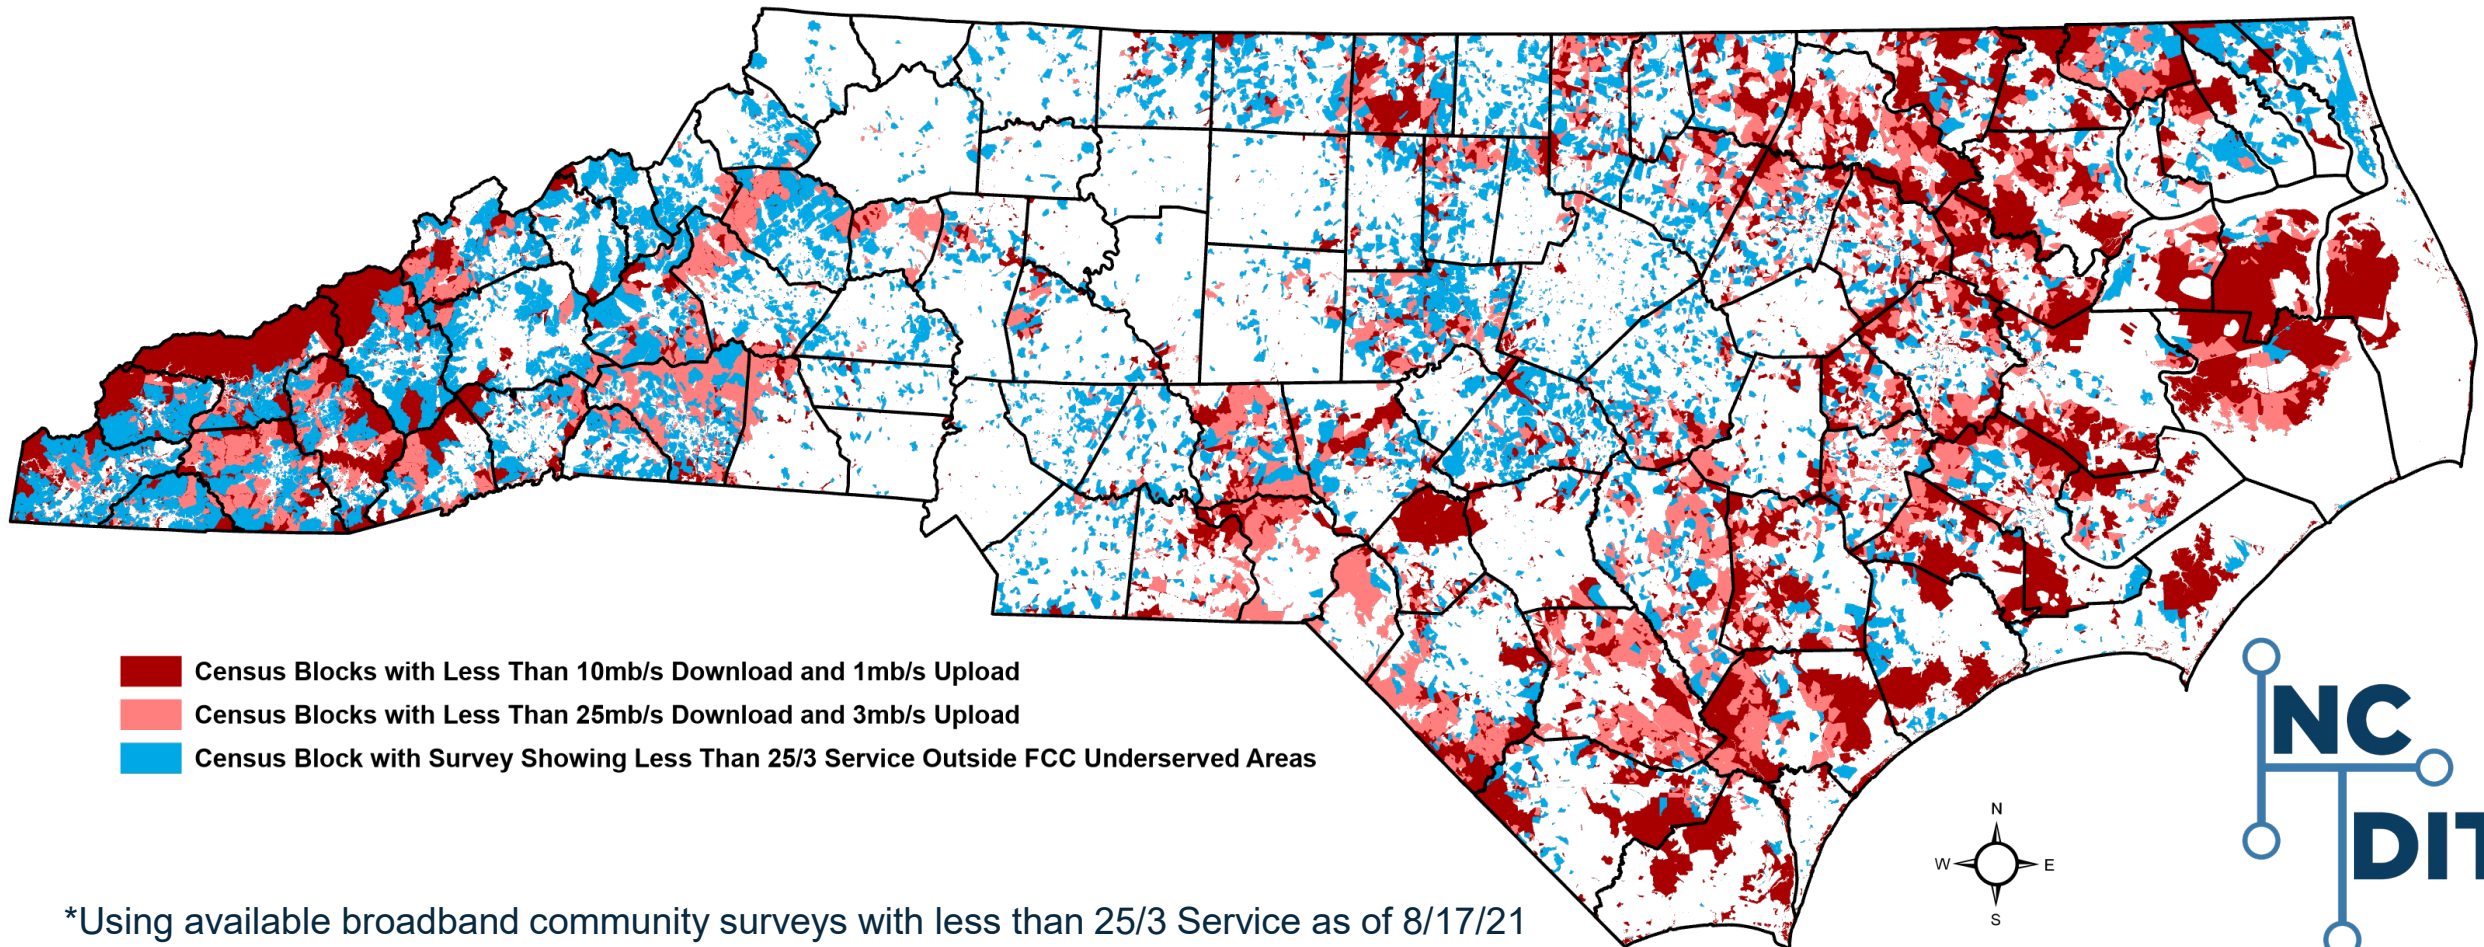 Census Blocks with Less Than 10mb/s Download and 1mb/s Upload
Census Blocks with Less Than 25mb/s Download and 3mb/s Upload
Census Block with Survey Showing Less Than 25/3 Service Outside FCC Underserved Areas
NC
DIT
N
W E
S
*Using available broadband community surveys with less than 25/3 Service as of 8/17/21